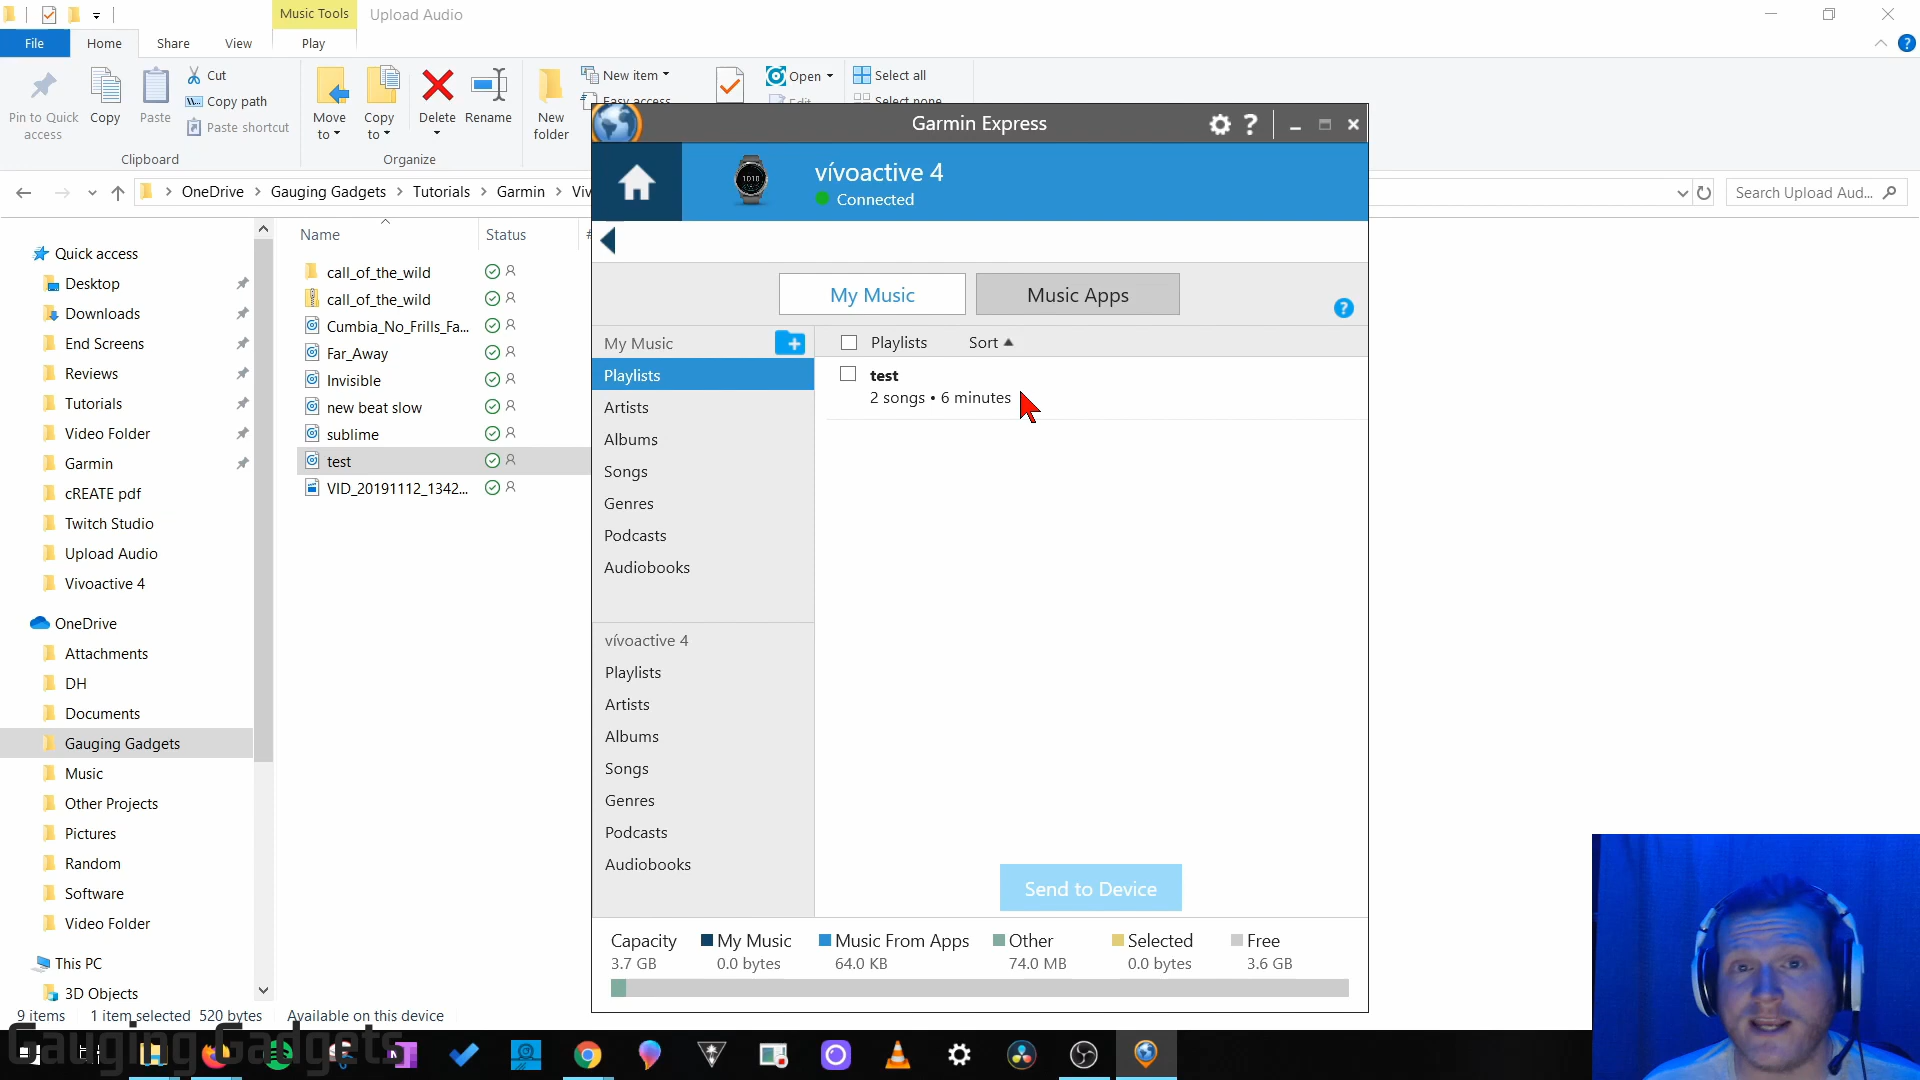 Music Tools
Upload Audio
File
Home
Share
View
Play
Pin to Quick access
Copy
Paste
Cut
Copy path
Paste shortcut
Clipboard
Move to
Copy to
Delete
Rename
Organize
New folder
New item
Easy access
Open
Edit
Select all
Select none
OneDrive > Gauging Gadgets > Tutorials > Garmin > Viv
Search Upload Aud...
Name
Status
Quick access
Desktop
Downloads
End Screens
Reviews
Tutorials
Video Folder
Garmin
cREATE pdf
Twitch Studio
Upload Audio
Vivoactive 4
OneDrive
Attachments
DH
Documents
Gauging Gadgets
Music
Other Projects
Pictures
Random
Software
Video Folder
This PC
3D Objects
call_of_the_wild
call_of_the_wild
Cumbia_No_Frills_Fa...
Far_Away
Invisible
new beat slow
sublime
test
VID_20191112_1342...
9 items
1 item selected 520 bytes
Available on this device
Garmin Express
?
vívoactive 4
1010
Connected
My Music
Music Apps
?
My Music
Playlists
Artists
Albums
Songs
Genres
Podcasts
Audiobooks
vívoactive 4
Playlists
Artists
Albums
Songs
Genres
Podcasts
Audiobooks
Playlists
Sort
test
2 songs • 6 minutes
Send to Device
Capacity
3.7 GB
My Music
0.0 bytes
Music From Apps
64.0 KB
Other
74.0 MB
Selected
0.0 bytes
Free
3.6 GB
Gauging Gadgets